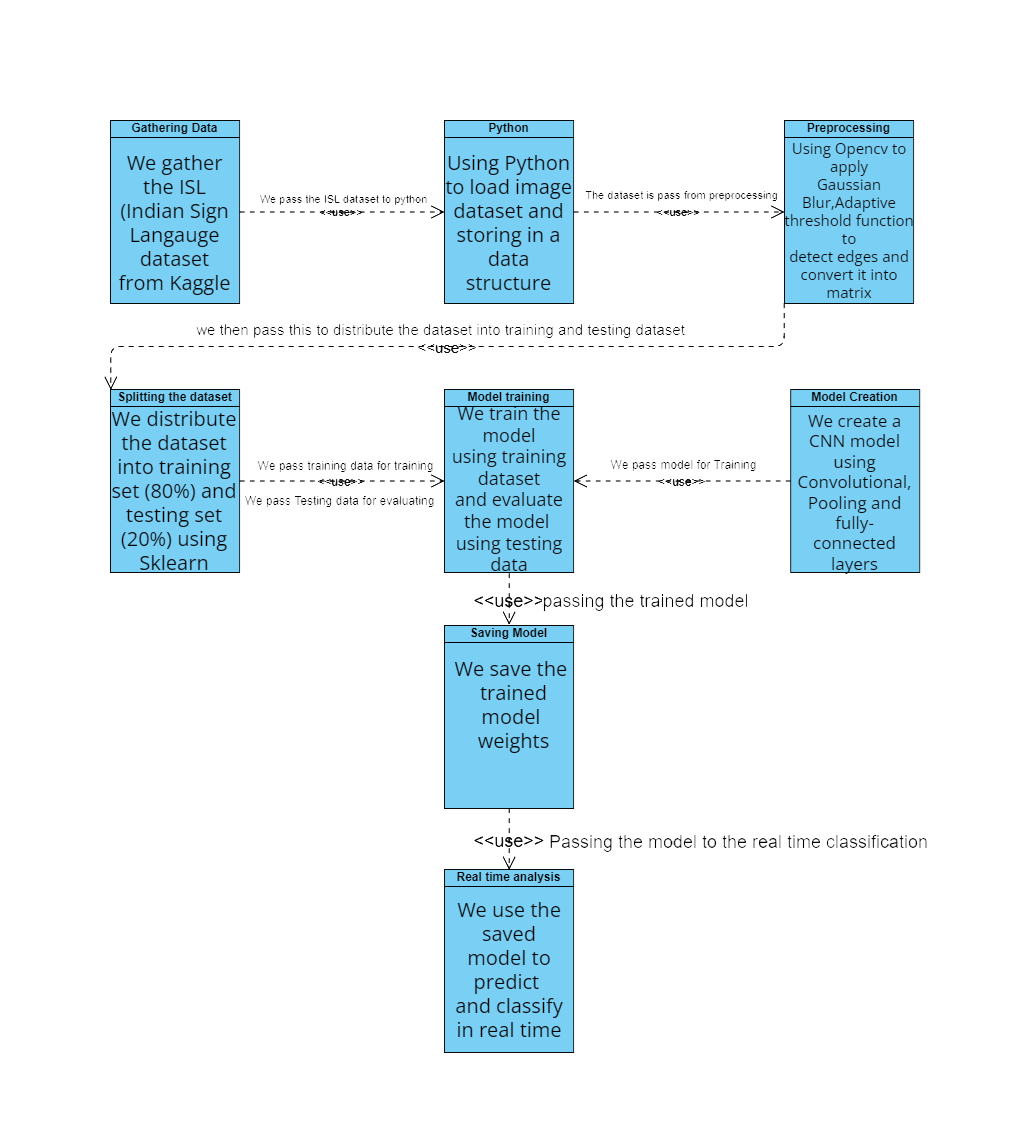 Gathering Data
We gather
the ISL
(Indian Sign
Langauge
dataset
from Kaggle
We pass the ISL dataset to python
<<use>>
Python
Using Python
to load image
dataset and
storing in a
data
structure
The dataset is pass from preprocessing
<<use>>
Preprocessing
Using Opencv to
apply
Gaussian
Blur,Adaptive
threshold function
to
detect edges and
convert it into
matrix
we then pass this to distribute the dataset into training and testing dataset
<<use>>
Splitting the dataset
We distribute
the dataset
into training
set (80%) and
testing set
(20%) using
Sklearn
We pass training data for training
<<use>>
We pass Testing data for evaluating
Model training
We train the
model
using training
dataset
and evaluate
the model
using testing
data
We pass model for Training
<<use>>
Model Creation
We create a
CNN model
using
Convolutional,
Pooling and
fully-
connected
layers
<<use>>passing the trained model
Saving Model
We save the
trained
model
weights
<<use>> Passing the model to the real time classification
Real time analysis
We use the
saved
model to
predict
and classify
in real time